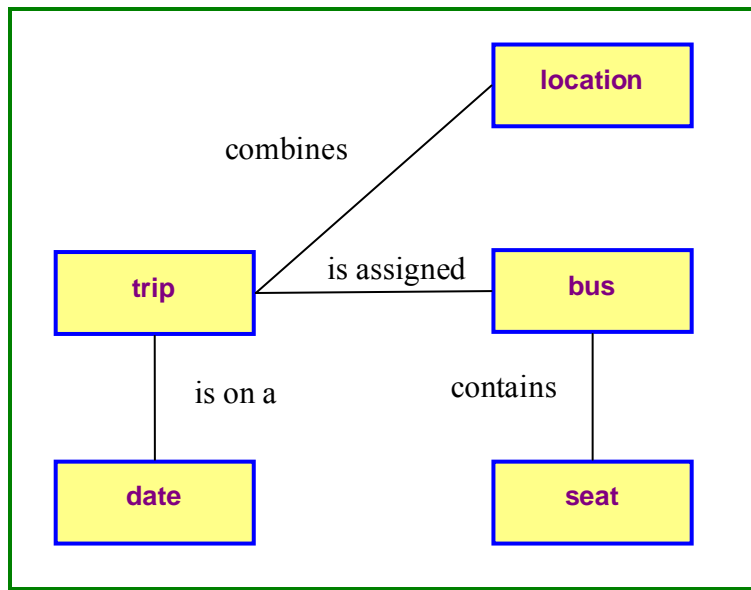 location
combines
is assigned
trip
bus
is on a
contains
date
seat